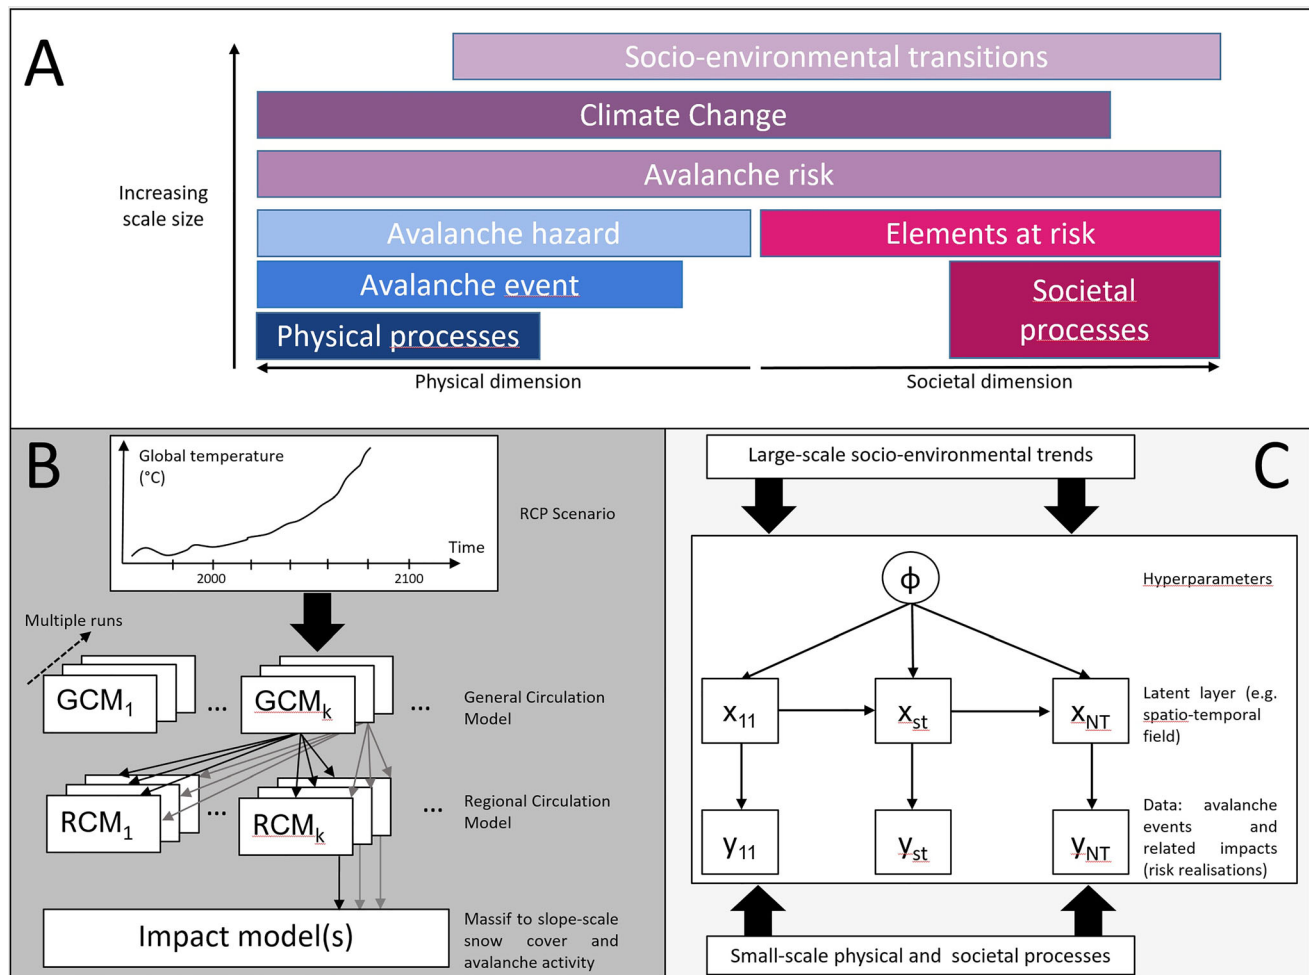 A
Socio-environmental transitions
Climate Change
Avalanche risk
Increasing
scale size
Avalanche hazard
Elements at risk
Avalanche event
Societal
processes
Physical processes
Physical dimension
Societal dimension
B
Global temperature
(°C)
Time
2000
2100
RCP Scenario
Multiple runs
GCM1
...
GCMk
...
General Circulation
Model
RCM1
...
RCMk
...
Regional Circulation
Model
Impact model(s)
Massif to slope-scale
snow cover and
avalanche activity
C
Large-scale socio-environmental trends
ϕ
Hyperparameters
x11
xst
xNT
Latent layer (e.g.
spatio-temporal
field)
y11
yst
yNT
Data: avalanche
events and
related impacts
(risk realisations)
Small-scale physical and societal processes